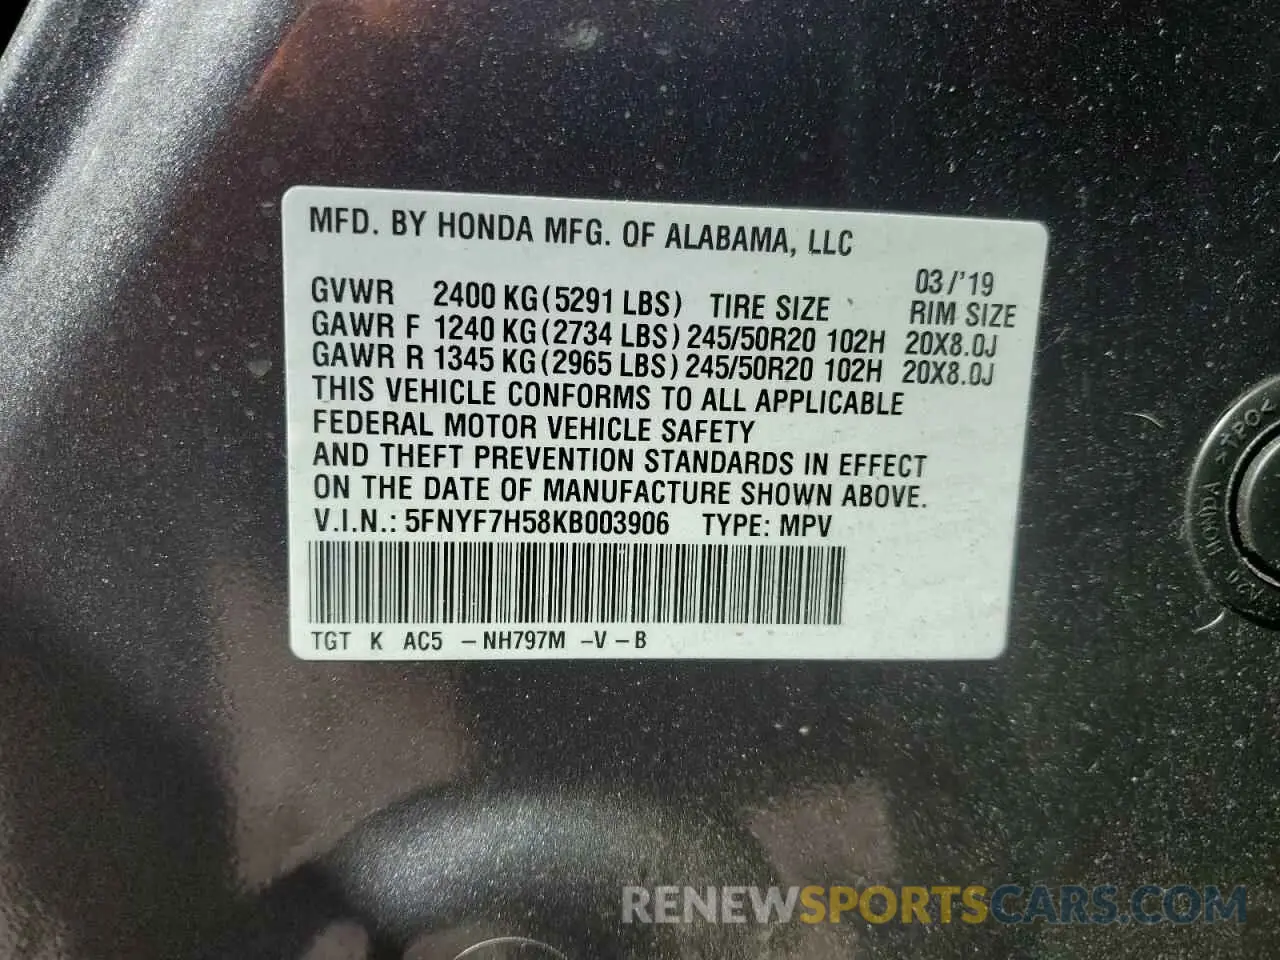 MFD. BY HONDA MFG. OF ALABAMA, LLC
03/'19
GVWR 2400 KG(5291 LBS) TIRE SIZE RIM SIZE
GAWR F 1240 KG(2734 LBS) 245/50R20 102H 20X8.0J
GAWR R 1345 KG(2965 LBS) 245/50R20 102H 20X8.0J
THIS VEHICLE CONFORMS TO ALL APPLICABLE
FEDERAL MOTOR VEHICLE SAFETY
AND THEFT PREVENTION STANDARDS IN EFFECT
ON THE DATE OF MANUFACTURE SHOWN ABOVE.
V.I.N.: 5FNYF7H58KB003906 TYPE: MPV
TGT K AC5 -NH797M -V -B
>TPO<
HONDA
RENEWSPORTSCARS.COM